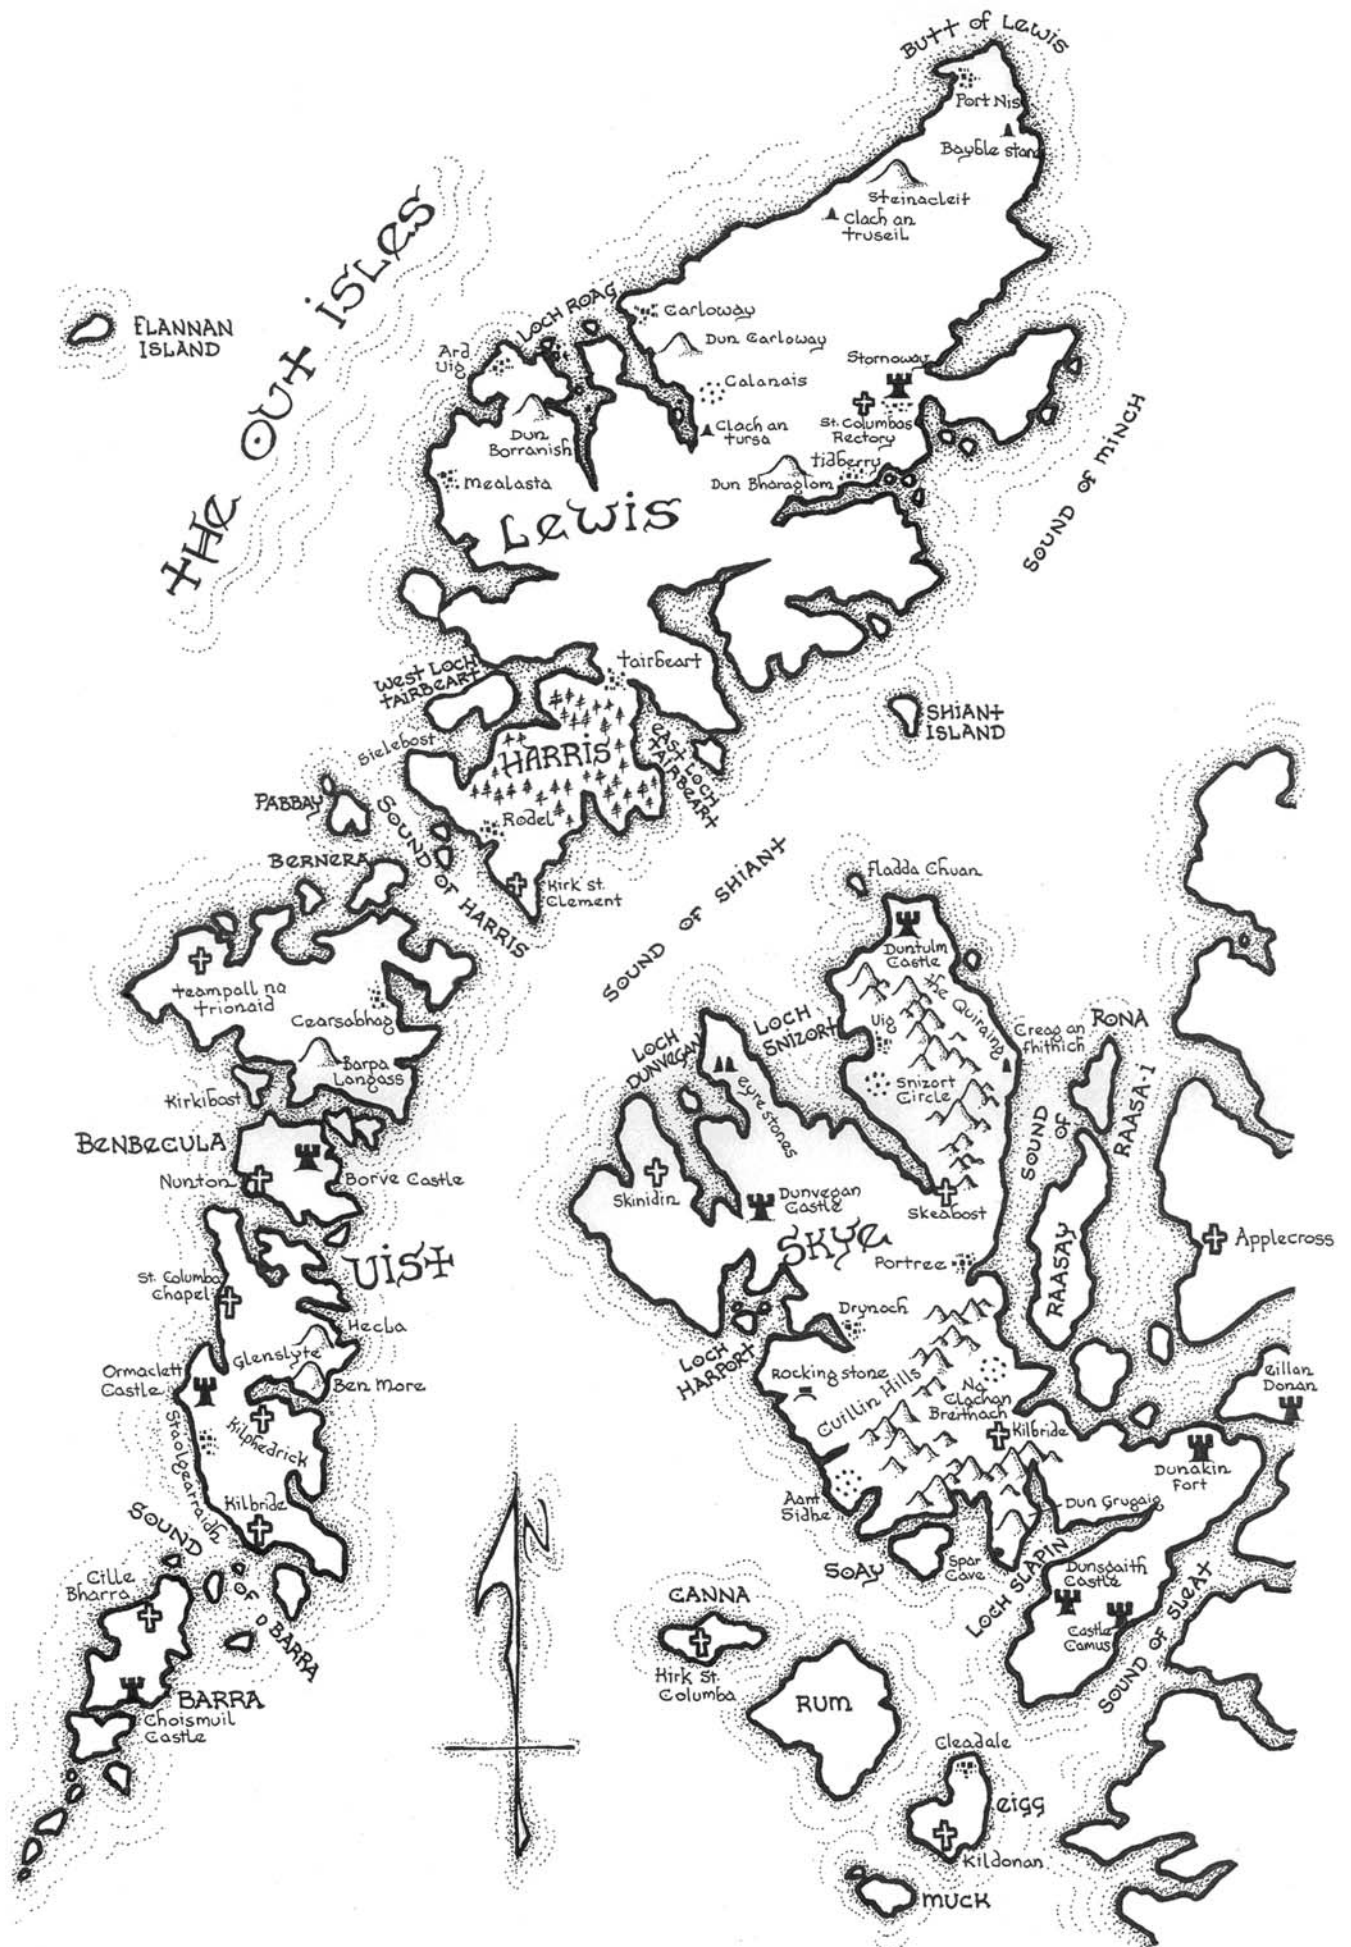 Butt of Lewis
Port Nis
Bayble stane
Steinacleit
Clach an
truseil
THE OUT ISLES
FLANNAN
ISLAND
LOCH ROAG
Carloway
Dun Carloway
Ard
Uig
Stornoway
Calanais
Dun
Borranish
Clach an
tursa
St. Columbas
Rectory
tidberry
Dun Bharaglom
Mealasta
LEWIS
SOUND OF MINCH
West Loch
tairbeart
tairbeart
SHIANT
ISLAND
Sielebost
HARRIS
EAST LOCH
TAIRBEART
PABBAY
SOUND OF HARRIS
Rodel
BERNERA
Kirk St.
Clement
SOUND OF SHIANT
Fladda Chuan
Duntulm
Castle
the Quiraing
teampall na
trionaid
Cearsabhag
LOCH
SNIZORT
Uig
Creag an
fhithich
RONA
LOCH
DUNVEGAN
eyre stones
Snizort
Circle
Barpa
Langass
Kirkibost
SOUND
OF
RAASA-I
BENBECULA
Nunton
Borve Castle
Skinidin
Dunvegan
Castle
Skeabost
SKYE
Applecross
UIST
Portree
RAASAY
St. Columba
Chapel
Hecla
Drynoch
Glenslyte
LOCH
HARPORT
Ormaclett
Castle
Ben More
Rocking stone
Cuillin Hills
Na
Clachan
Breithach
Eillan
Donan
Kilphedrick
Staolgearraidh
Kilbride
Dunakin
Fort
Kilbride
Aant
Sidhe
Dun Grugaig
SOUND
OF
BARRA
SOAY
Spar
Cave
LOCH SLAPIN
Dunsgaith
Castle
Cille
Bharra
CANNA
Castle
Camus
SOUND OF SLEAT
Kirk St.
Columba
BARRA
Choismuil
Castle
RUM
Cleadale
eigg
Kildonan
MUCK
N